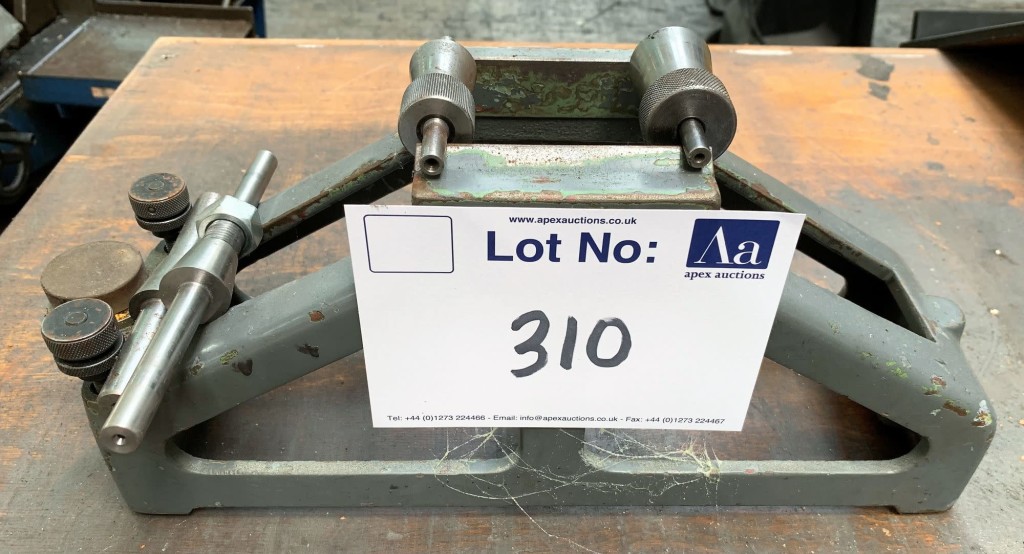 www.apexauctions.co.uk
Lot No:
Aa
apex auctions
310
Tel: +44 (0)1273 224466 - Email: info@apexauctions.co.uk - Fax: +44 (0)1273 224467